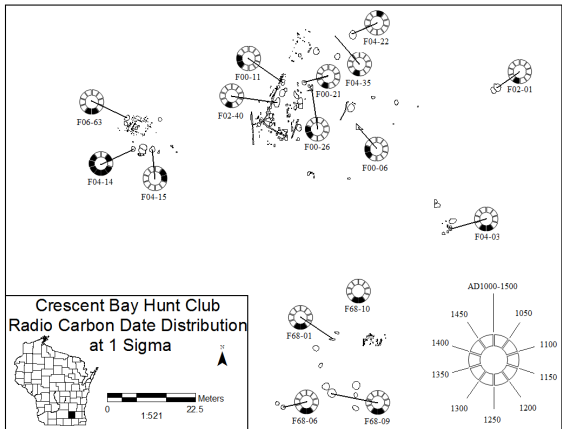 F04-22
F00-11
F04-35
F00-21
F02-01
F02-40
F06-63
F00-26
F00-06
F04-14
F04-15
F04-03
AD1000-1500
F68-10
Crescent Bay Hunt Club
Radio Carbon Date Distribution
at 1 Sigma
F68-01
1450
1050
1400
1100
1350
1150
1300
1200
1250
N
Meters
0
22.5
1:521
F68-06
F68-09